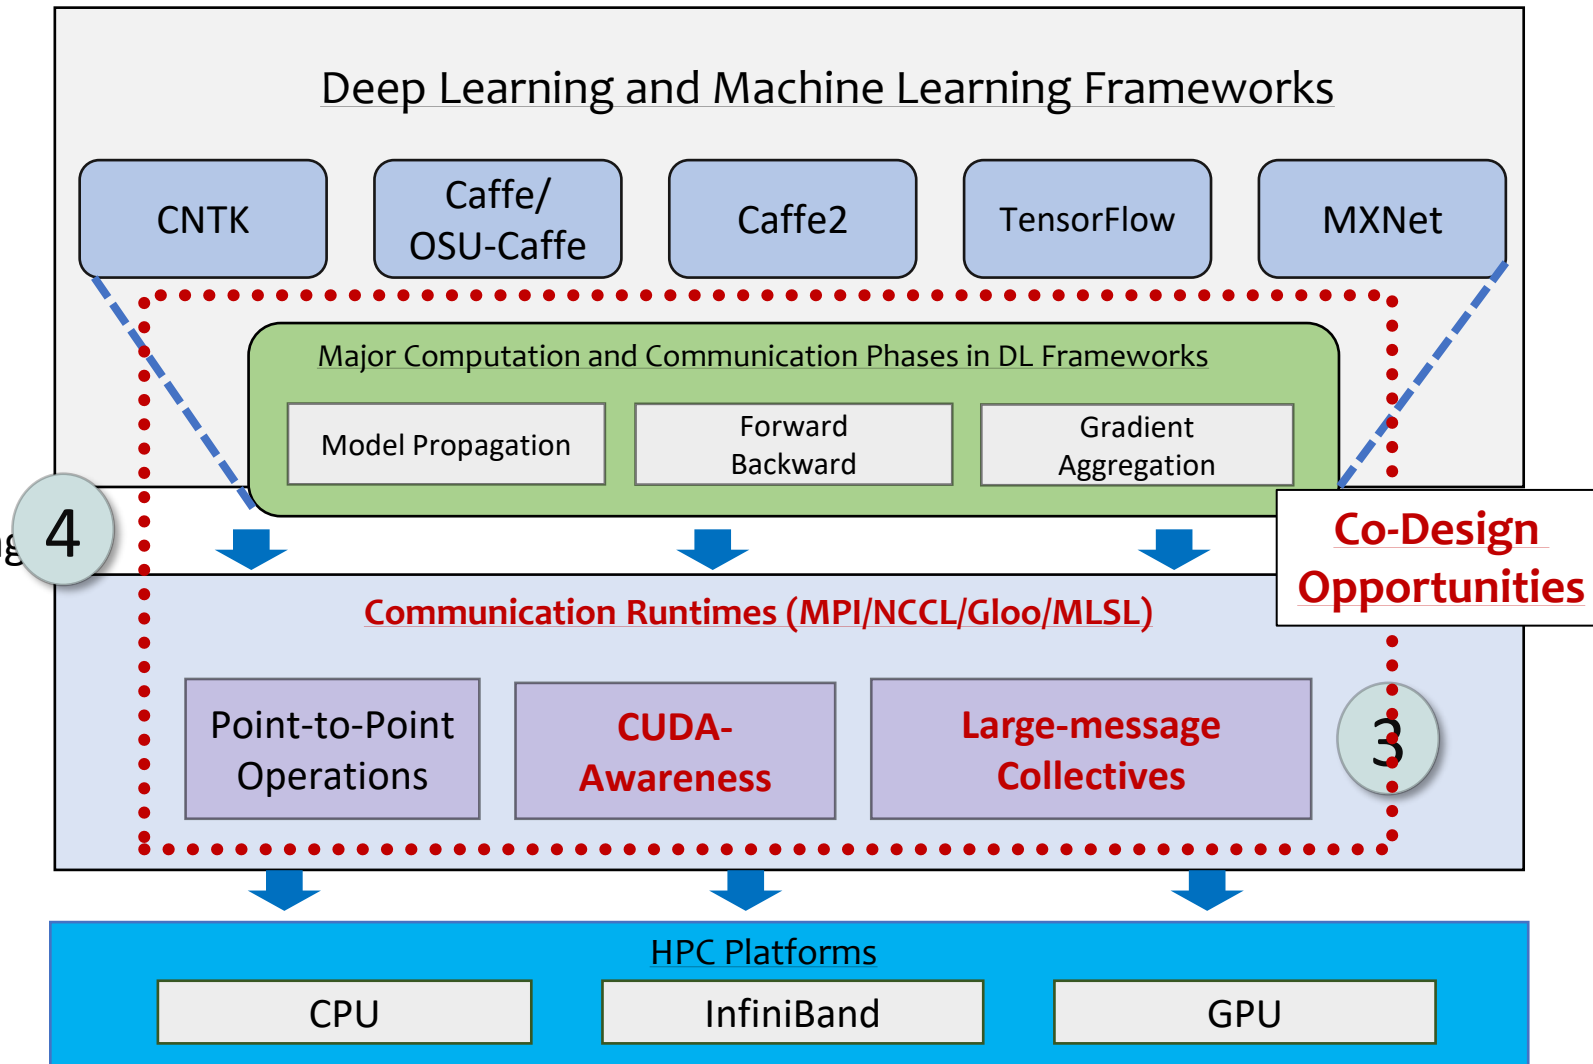 Deep Learning and Machine Learning Frameworks
CNTK
Caffe/
OSU-Caffe
Caffe2
TensorFlow
MXNet
Major Computation and Communication Phases in DL Frameworks
Model Propagation
Forward
Backward
Gradient
Aggregation
4
Co-Design
Opportunities
Communication Runtimes (MPI/NCCL/Gloo/MLSL)
Point-to-Point
Operations
CUDA-
Awareness
Large-message
Collectives
3
HPC Platforms
CPU
InfiniBand
GPU